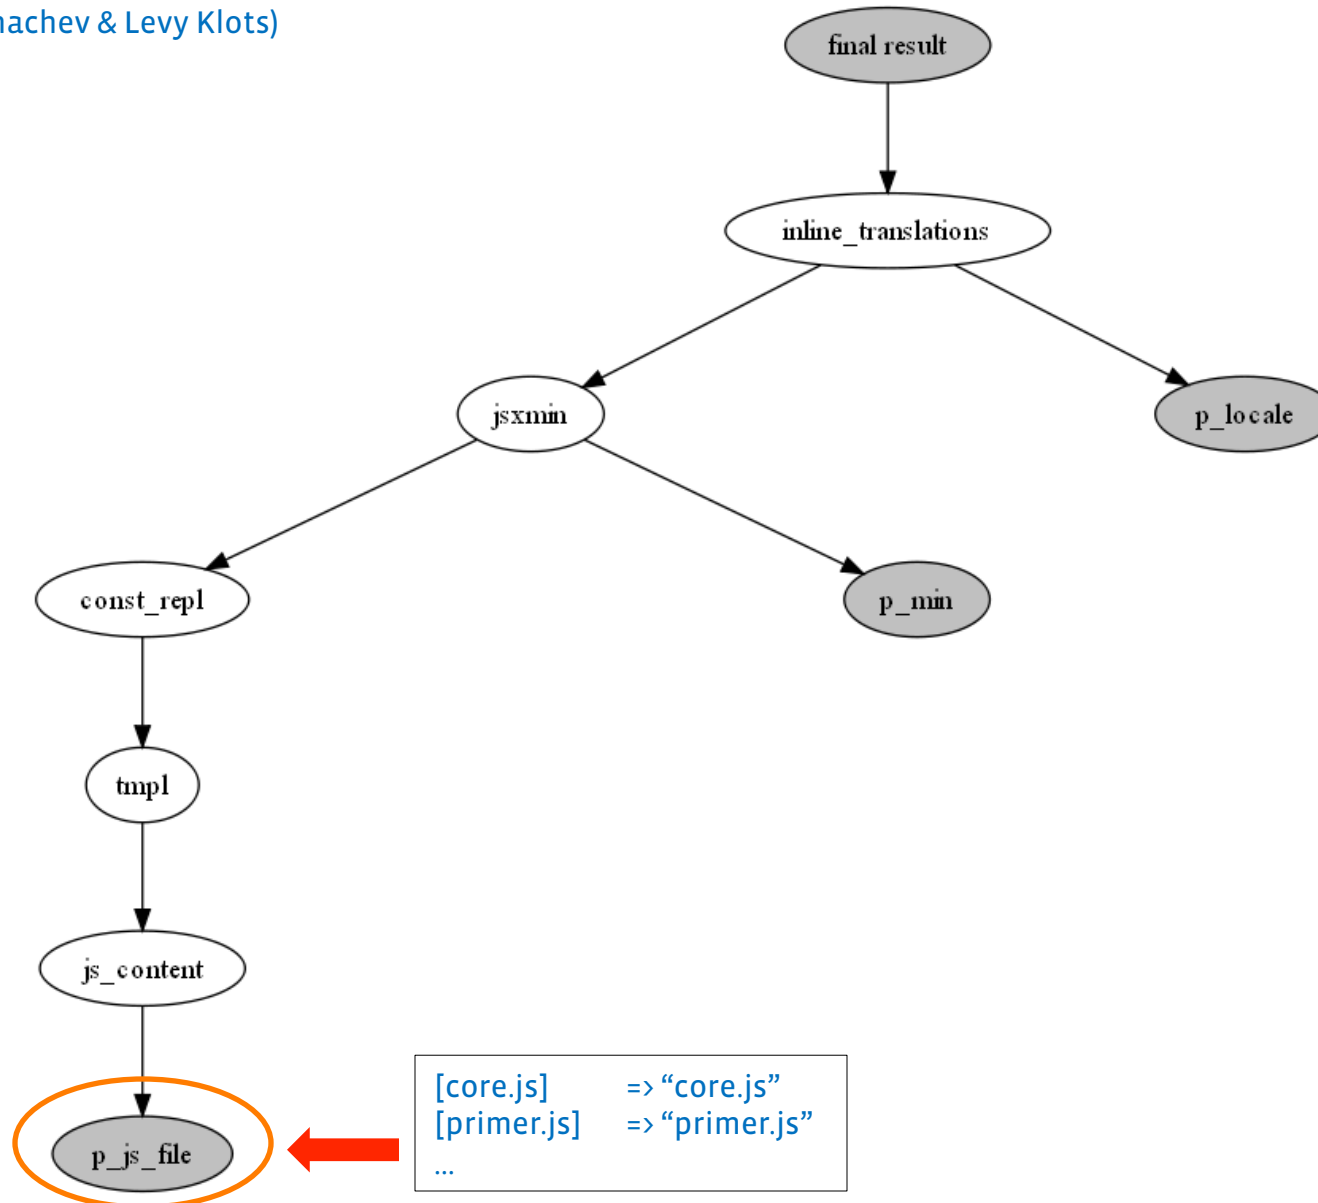 & Levy Klots)
final result
inline_translations
jsxmin
p_locale
const_repl
p_min
tmpl
js_content
p_js_file
[core.js] => “core.js”
[primer.js] => “primer.js”
...